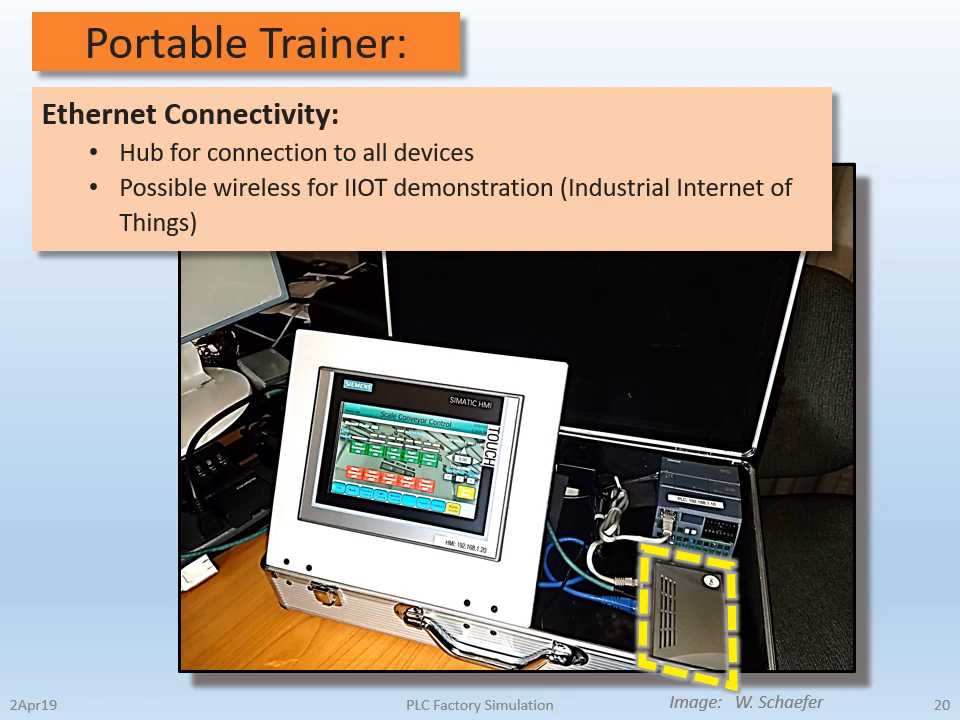 Portable Trainer:
Ethernet Connectivity:
• Hub for connection to all devices
• Possible wireless for IIOT demonstration (Industrial Internet of
Things)
SIEMENS
SIMATIC HMI
Scale Conveyor Control
TOUCH
HMI: 192.168.1.20
PLC: 192.168.1.10
Image: W. Schaefer
2Apr19
PLC Factory Simulation
20